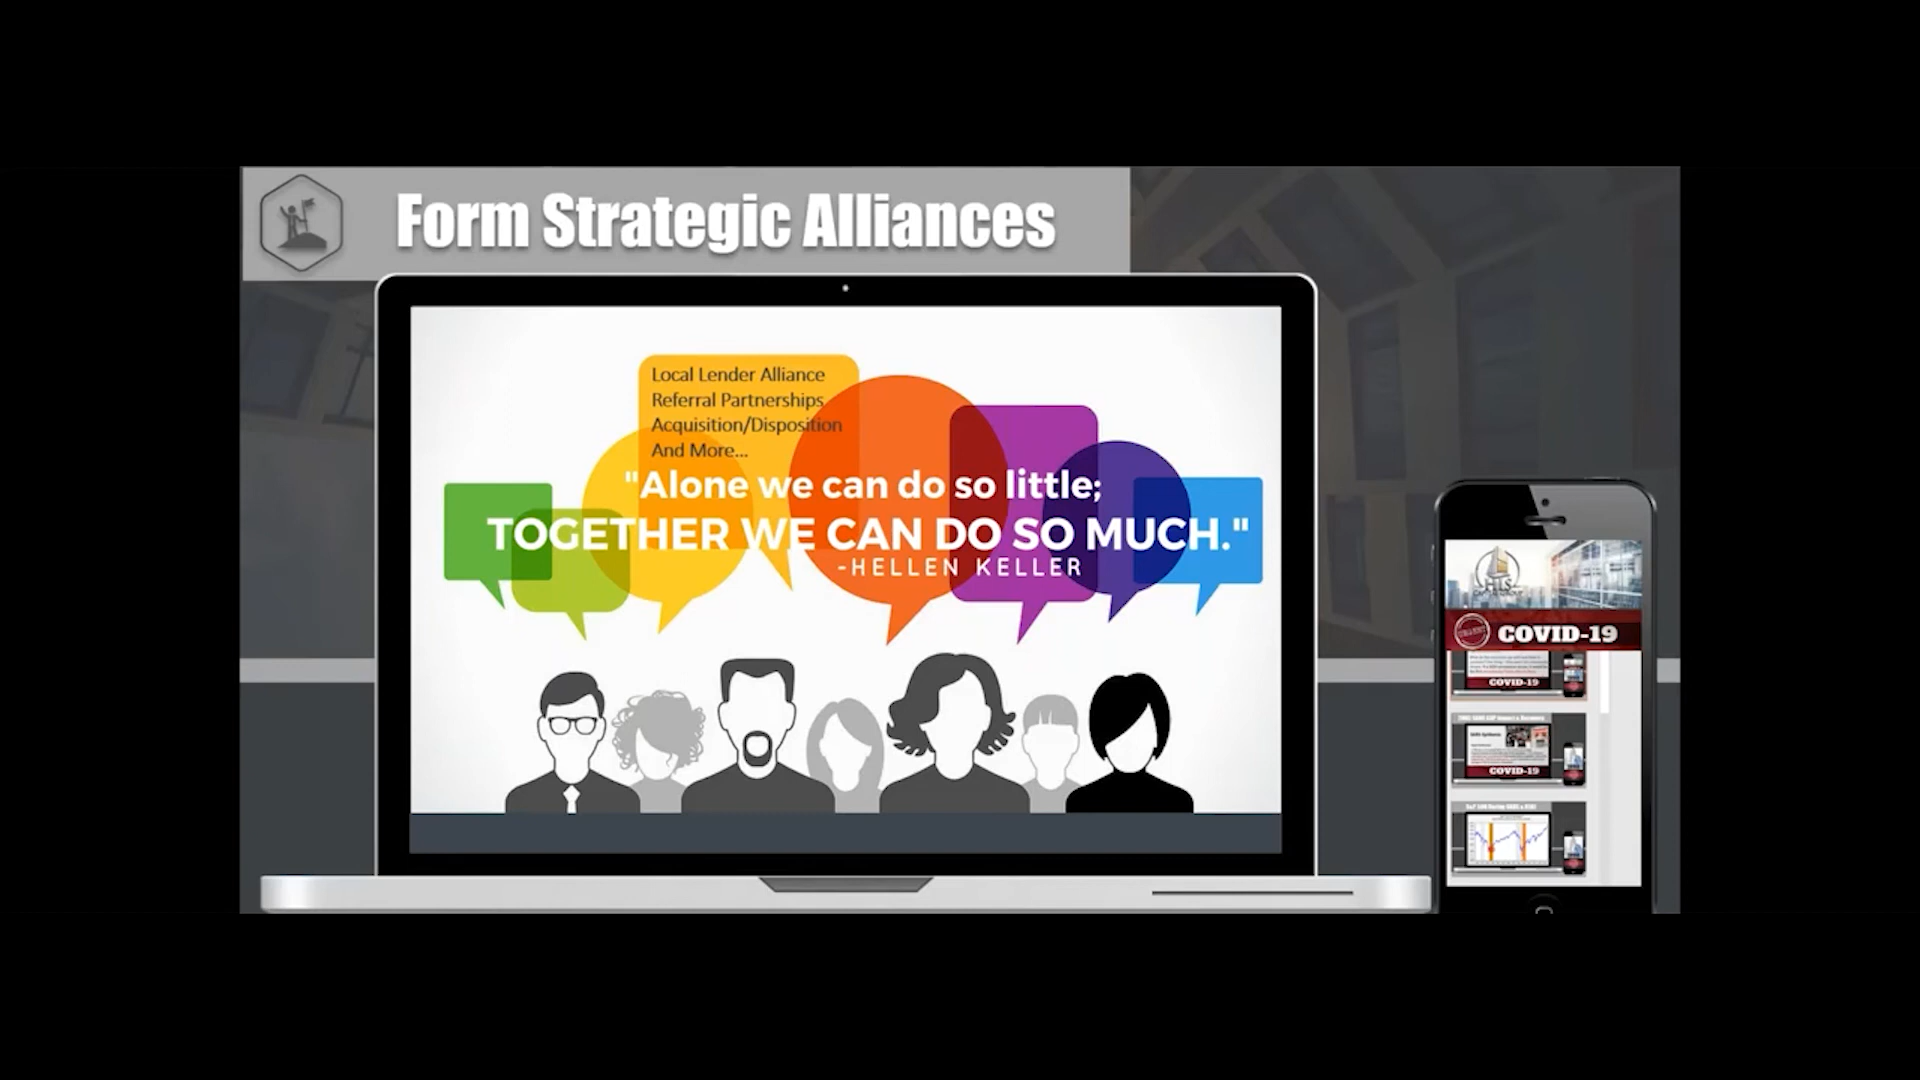 Form Strategic Alliances
Local Lender Alliance
Referral Partnerships
Acquisition/Disposition
And More...
"Alone we can do so little;
TOGETHER WE CAN DO SO MUCH."
-HELLEN KELLER
COVID-19
COVID-19
COVID-19